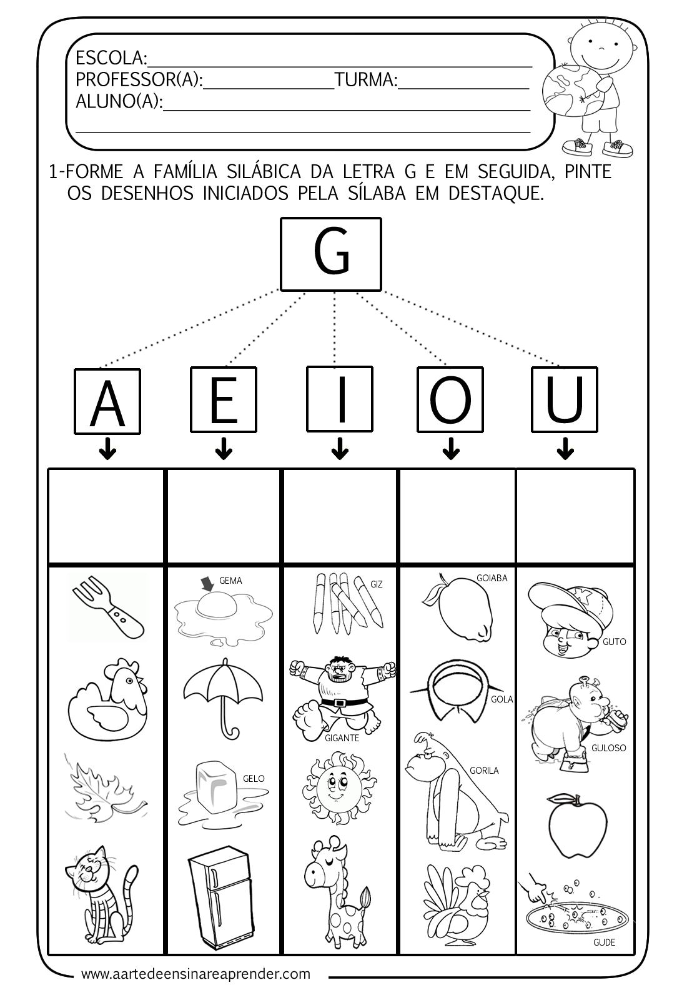 ESCOLA:
PROFESSOR(A): TURMA:
ALUNO(A):
1-FORME A FAMÍLIA SILÁBICA DA LETRA G E EM SEGUIDA, PINTE
OS DESENHOS INICIADOS PELA SÍLABA EM DESTAQUE.
G
A E I O U
GEMA GIZ GOIABA GUTO
GIGANTE GOLA GULOSO
GELO GORILA
GUDE
www.aartedeensinareaprender.com